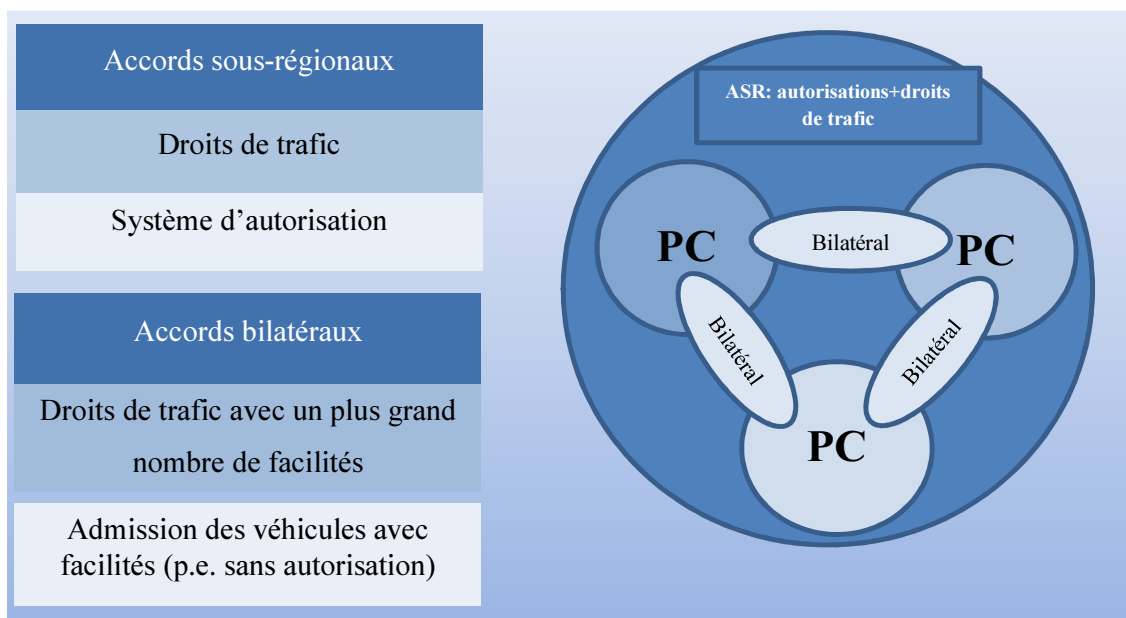 Accords sous-régionaux
Droits de trafic
Système d'autorisation
Accords bilatéraux
Droits de trafic avec un plus grand
nombre de facilités
Admission des véhicules avec
facilités (p.e. sans autorisation)
ASR: autorisations+droits
de trafic
PC
Bilatéral
PC
Bilatéral
Bilatéral
PC